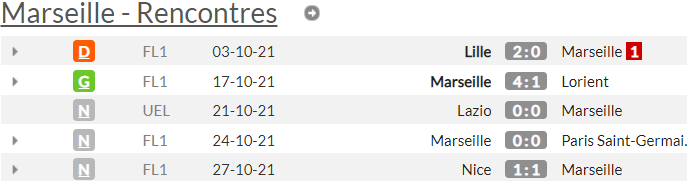 Marseille - Rencontres
D FL1 03-10-21 Lille 2:0 Marseille 1
G FL1 17-10-21 Marseille 4:1 Lorient
N UEL 21-10-21 Lazio 0:0 Marseille
N FL1 24-10-21 Marseille 0:0 Paris Saint-Germai.
N FL1 27-10-21 Nice 1:1 Marseille